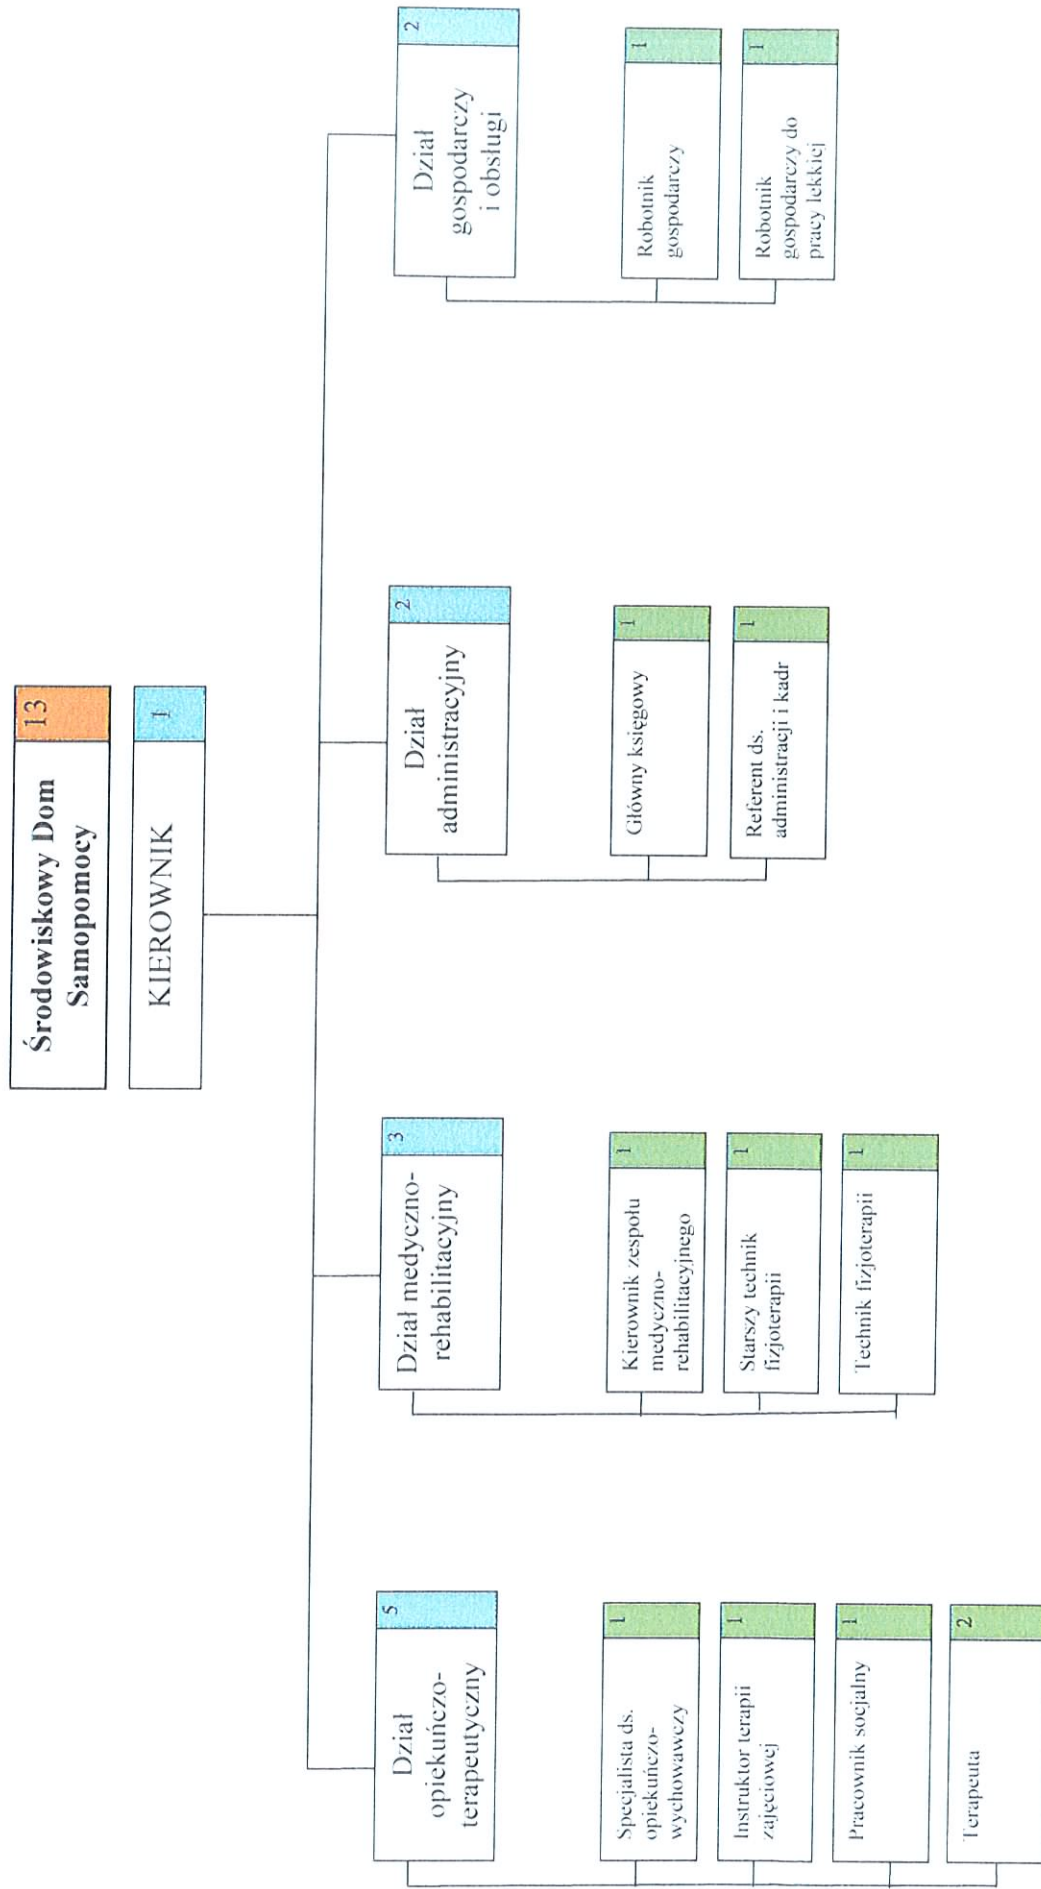 Środowiskowy Dom
Samopomocy
13
KIEROWNIK
1
Dział
opiekuńczo-
terapeutyczny
5
Specjalista ds.
opiekuńczo-
wychowawczy
1
Instruktor terapii
zajęciowej
1
Pracownik socjalny
1
Terapeuta
2
Dział medyczno-
rehabilitacyjny
3
Kierownik zespołu
medyczno-
rehabilitacyjnego
1
Starszy technik
fizjoterapii
1
Technik fizjoterapii
1
Dział
administracyjny
2
Główny księgowy
1
Referent ds.
administracji i kadr
1
Dział
gospodarczy
i obsługi
2
Robotnik
gospodarczy
1
Robotnik
gospodarczy do
pracy lekkiej
1